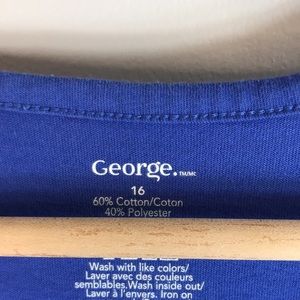 George.TM/MC
16
60% Cotton/Coton
40% Polyester
Wash with like colors/
Laver avec des couleurs
semblables.Wash inside out/
Laver à l'envers. Iron on